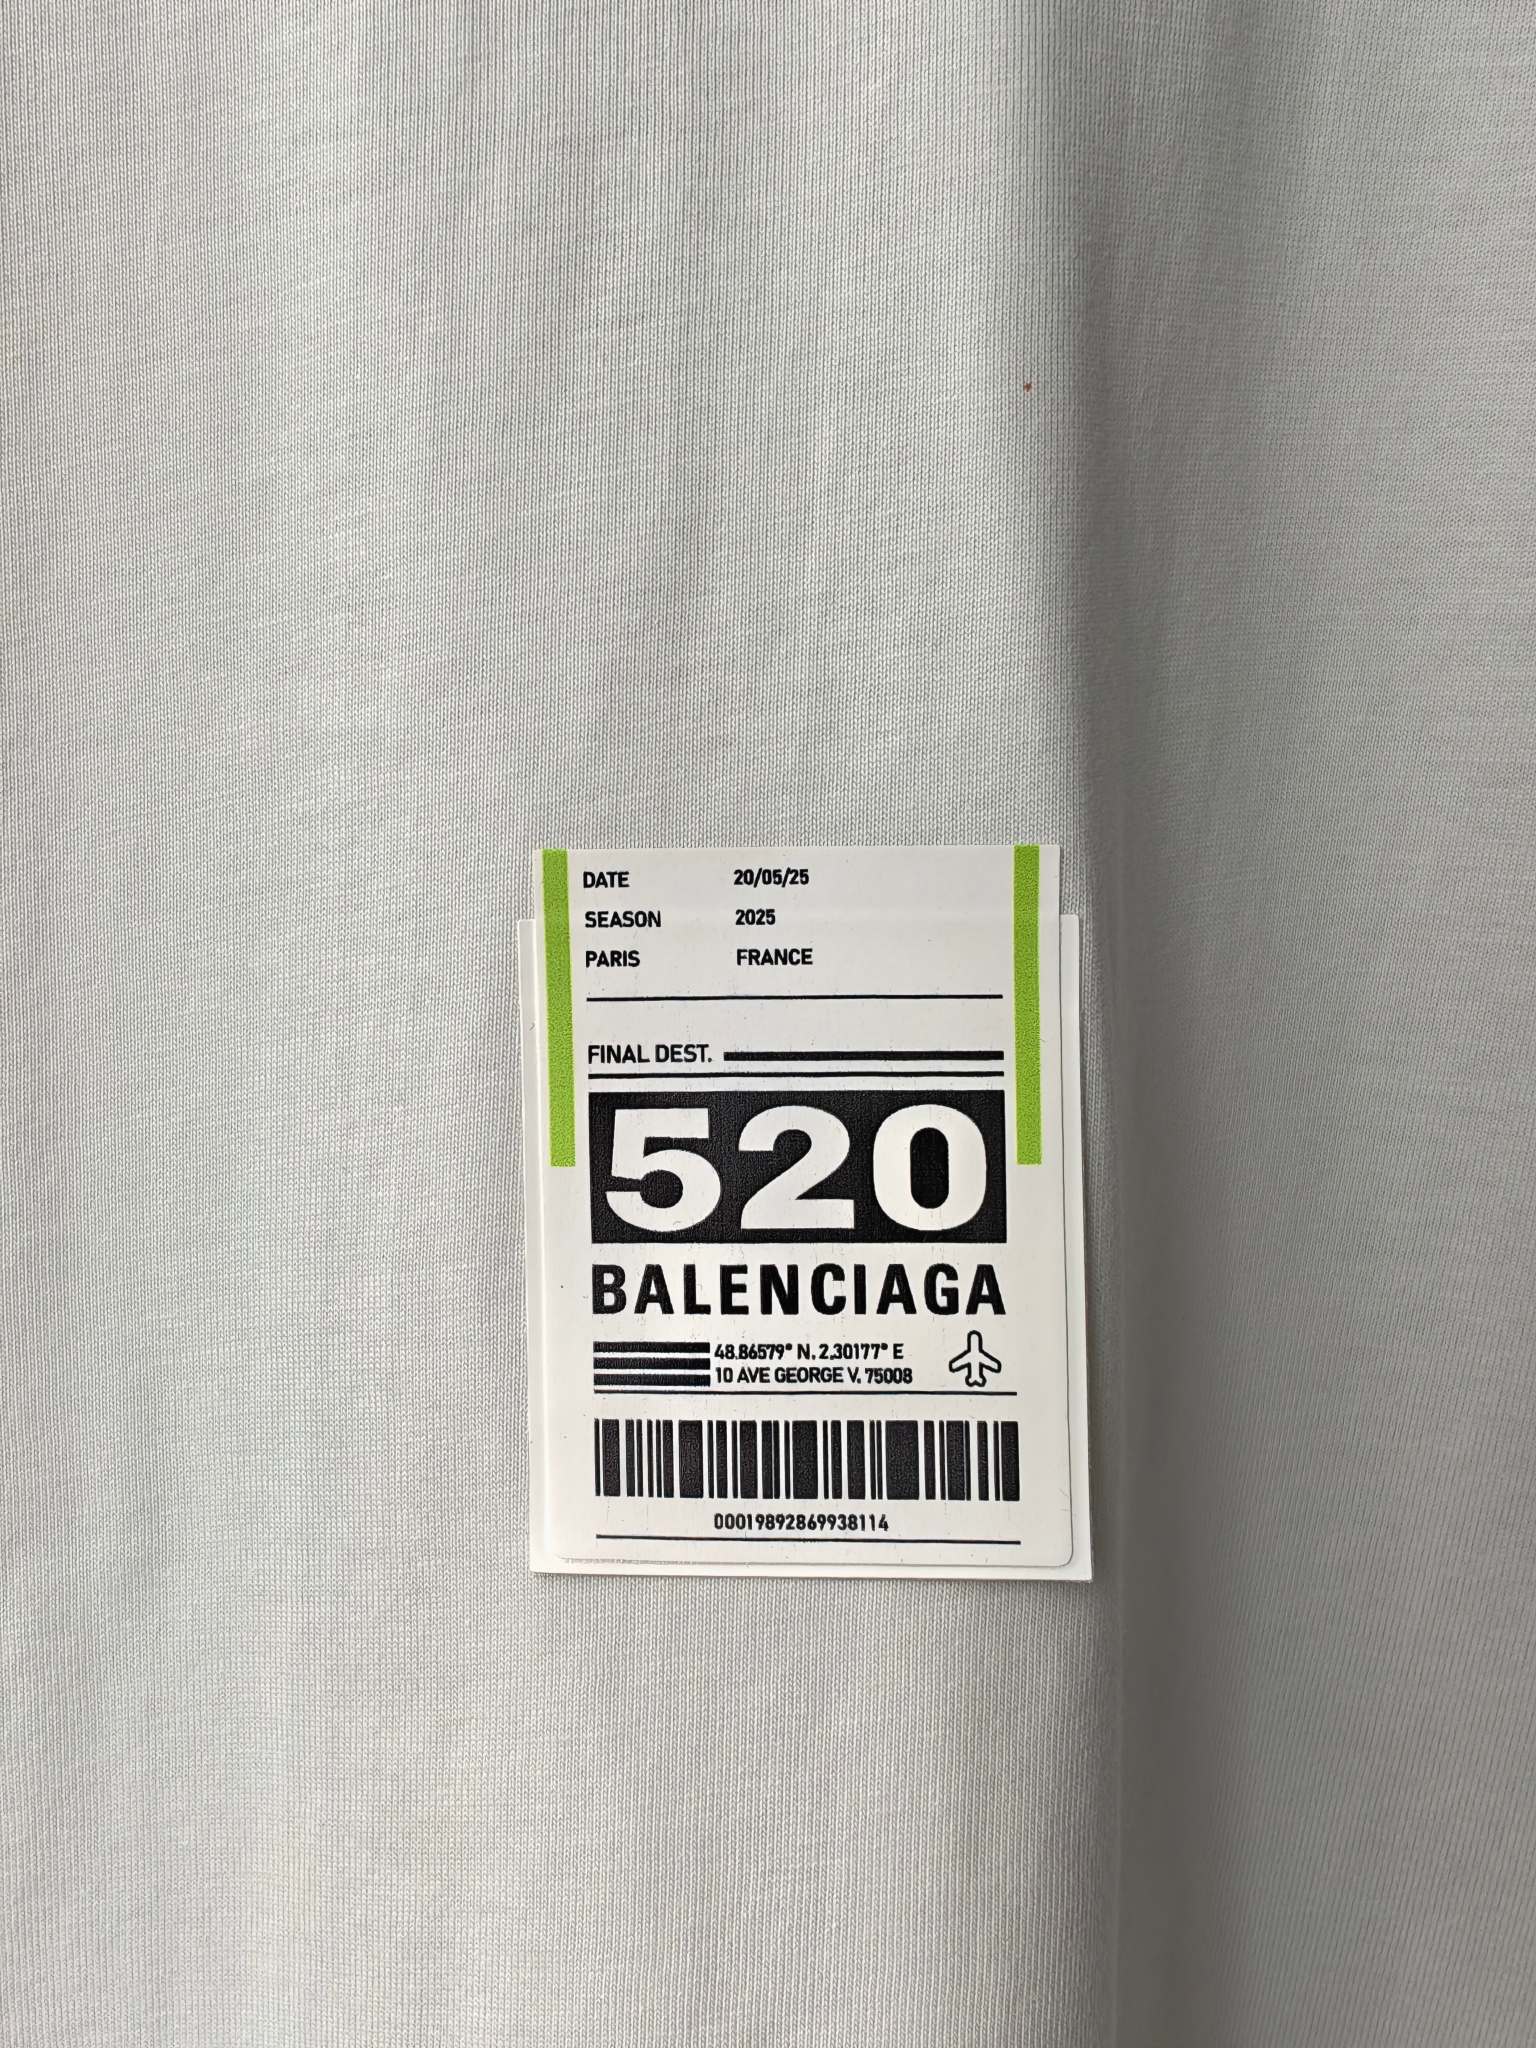 DATE 20/05/25
SEASON 2025
PARIS FRANCE
FINAL DEST.
520
BALENCIAGA
48.86579° N, 2.30177° E
10 AVE GEORGE V, 75008
00019892869938114